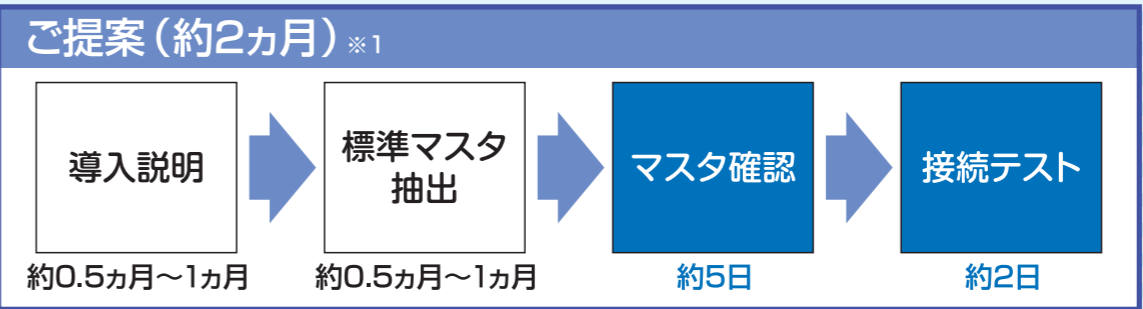 ご提案（約2ヵ月）※1
導入説明
標準マスタ
抽出
マスタ確認
接続テスト
約0.5ヵ月～1ヵ月
約0.5ヵ月～1ヵ月
約5日
約2日